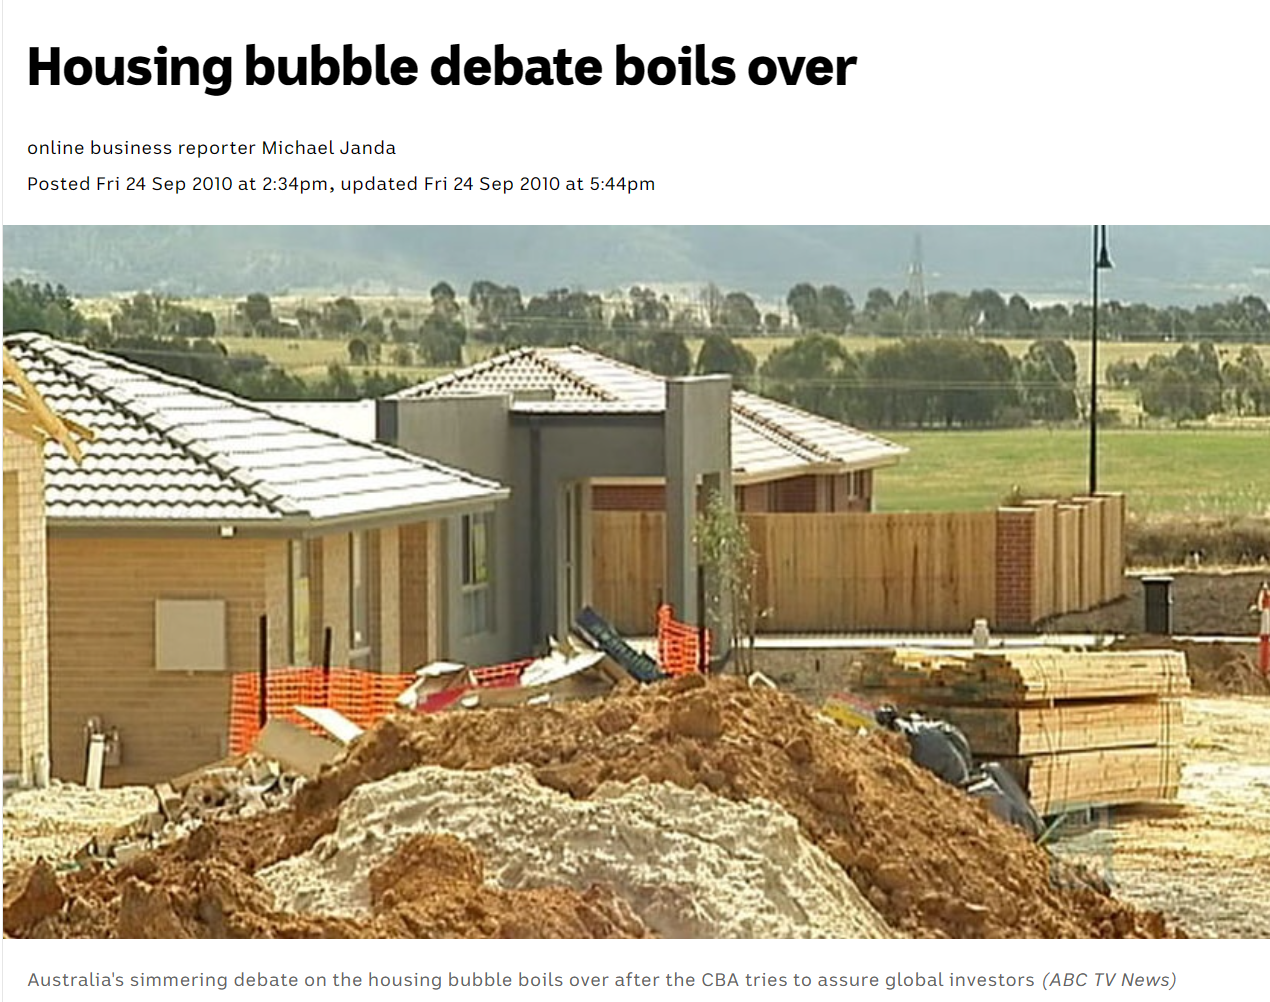 Housing bubble debate boils over
online business reporter Michael Janda
Posted Fri 24 Sep 2010 at 2:34pm, updated Fri 24 Sep 2010 at 5:44pm
Australia's simmering debate on the housing bubble boils over after the CBA tries to assure global investors (ABC TV News)